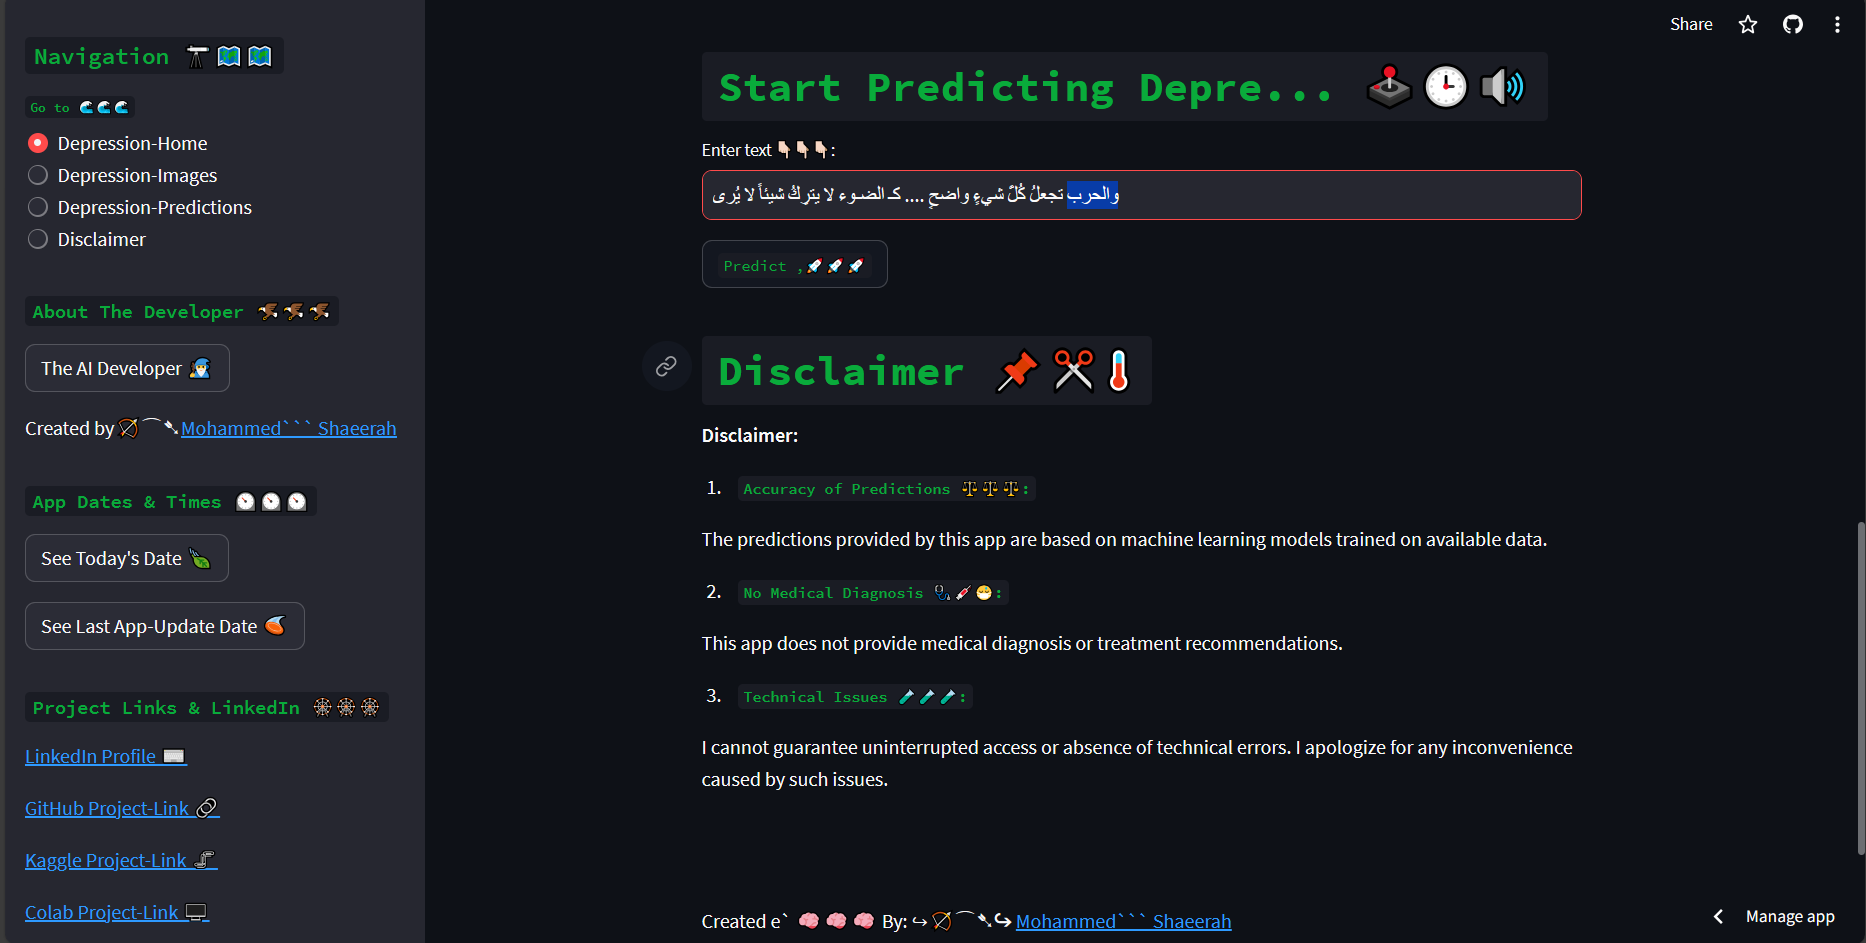 Share
Navigation
Go to
Depression-Home
Depression-Images
Depression-Predictions
Disclaimer
About The Developer
The AI Developer
Created by Mohammed``` Shaeerah
App Dates & Times
See Today's Date
See Last App-Update Date
Project Links & LinkedIn
LinkedIn Profile
GitHub Project-Link
Kaggle Project-Link
Colab Project-Link
Start Predicting Depre...
Enter text 👇🏻👇🏻👇🏻:
والحرب تجعلُ كُلّ شيءٍ واضحٍ .... كـ الضـوء لا يتركُ شيئاً لا يُرى
Predict ,🚀🚀🚀
Disclaimer
Disclaimer:
1. Accuracy of Predictions ⚖⚖⚖:
The predictions provided by this app are based on machine learning models trained on available data.
2. No Medical Diagnosis 🩺💉😷:
This app does not provide medical diagnosis or treatment recommendations.
3. Technical Issues 🧪🧪🧪:
I cannot guarantee uninterrupted access or absence of technical errors. I apologize for any inconvenience
caused by such issues.
Created e` 🧠🧠🧠 By: ↪🏹⁀➴↪Mohammed``` Shaeerah
Manage app